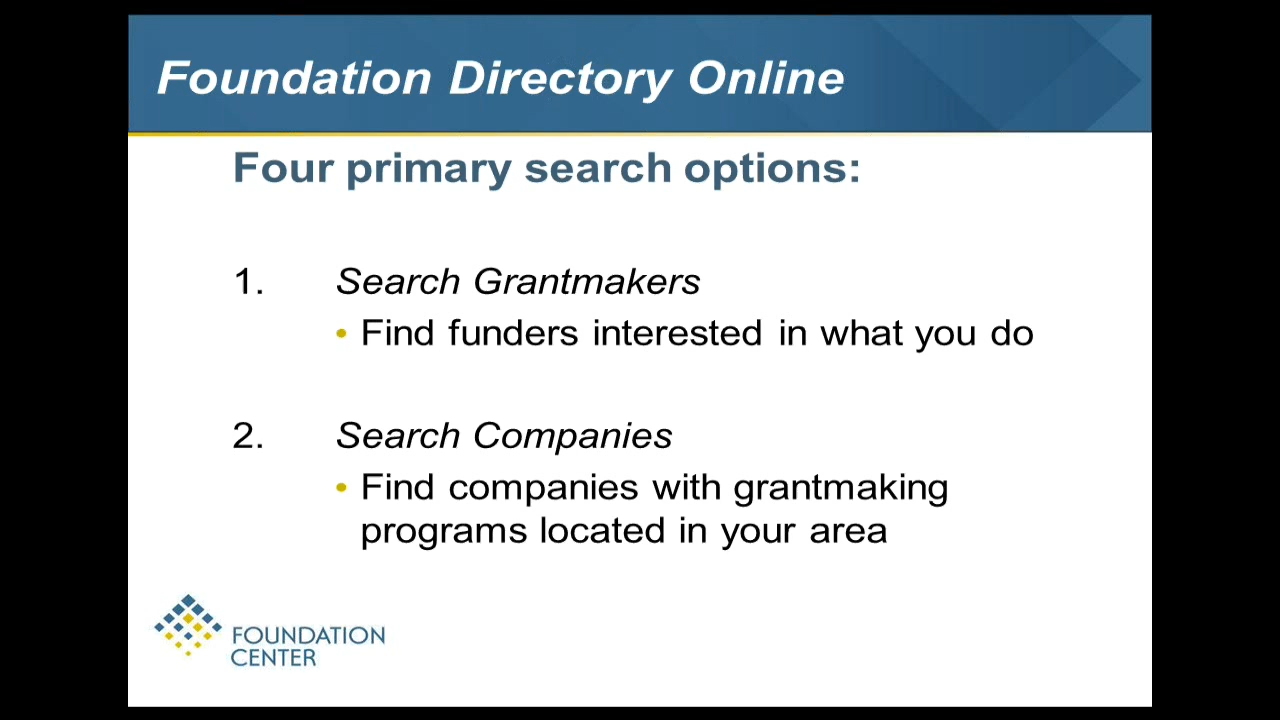 Foundation Directory Online
Four primary search options:
1. Search Grantmakers
• Find funders interested in what you do
2. Search Companies
• Find companies with grantmaking
programs located in your area
FOUNDATION
CENTER